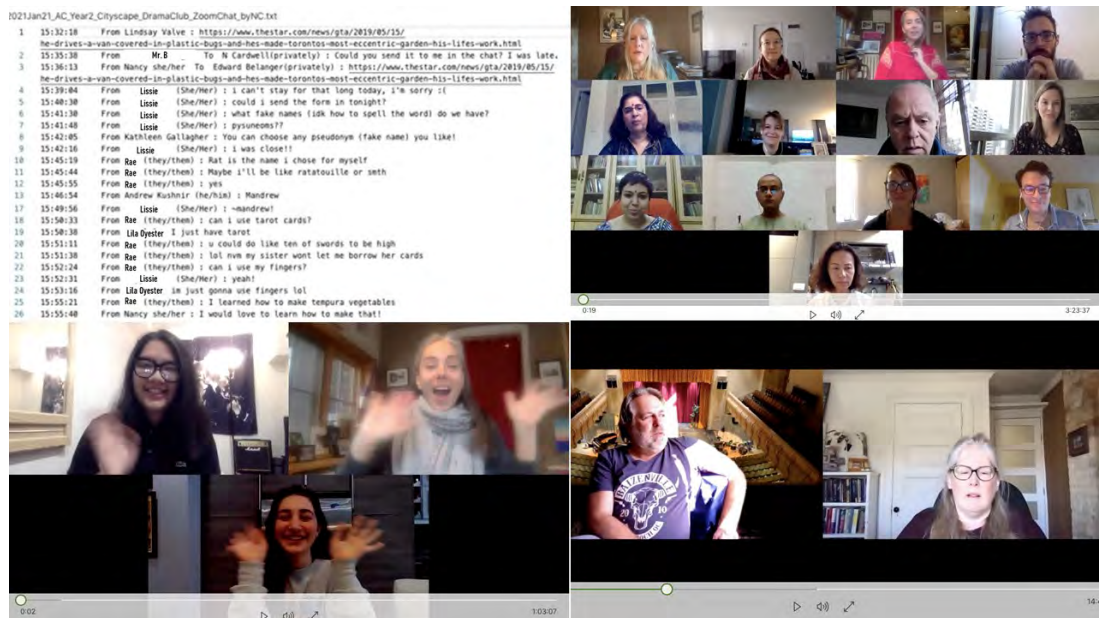 2021Jan21_AC_Year2_Cityscape_DramaClub_ZoomChat_byNC.txt
1 15:32:18 From Lindsay Valve : https://www.thestar.com/news/gta/2019/05/15/
he-drives-a-van-covered-in-plastic-bugs-and-hes-made-torontos-most-eccentric-garden-his-lifes-work.html
2 15:35:38 From Mr.B To N Cardwell(privately) : Could you send it to me in the chat? I was late.
3 15:36:13 From Nancy she/her To Edward Belanger(privately) : https://www.thestar.com/news/gta/2019/05/15/
he-drives-a-van-covered-in-plastic-bugs-and-hes-made-torontos-most-eccentric-garden-his-lifes-work.html
4 15:39:04 From Lissie (She/Her) : i can't stay for that long today, i'm sorry :(
5 15:40:30 From Lissie (She/Her) : could i send the form in tonight?
6 15:41:30 From Lissie (She/Her) : what fake names (idk how to spell the word) do we have?
7 15:41:48 From Lissie (She/Her) : pysuneoms??
8 15:42:05 From Kathleen Gallagher : You can choose any pseudonym (fake name) you like!
9 15:42:16 From Lissie (She/Her) : i was close!!
10 15:45:19 From Rae (they/them) : Rat is the name i chose for myself
11 15:45:44 From Rae (they/them) : Maybe i'll be like ratatouille or smth
12 15:45:55 From Rae (they/them) : yes
13 15:46:54 From Andrew Kushnir (he/him) : Mandrew
17 15:49:56 From Lissie (She/Her) : ~mandrew!
18 15:50:33 From Rae (they/them) : can i use tarot cards?
19 15:50:38 From Lila Oyester I just have tarot
20 15:51:11 From Rae (they/them) : u could do like ten of swords to be high
21 15:51:38 From Rae (they/them) : lol nvm my sister wont let me borrow her cards
22 15:52:24 From Rae (they/them) : can i use my fingers?
23 15:52:31 From Lissie (She/Her) : yeah!
24 15:53:16 From Lila Oyester im just gonna use fingers lol
25 15:55:21 From Rae (they/them) : I learned how to make tempura vegetables
26 15:55:40 From Nancy she/her : I would love to learn how to make that!
0:19 3:23:37
20 10
0:02 1:03:07
14:4